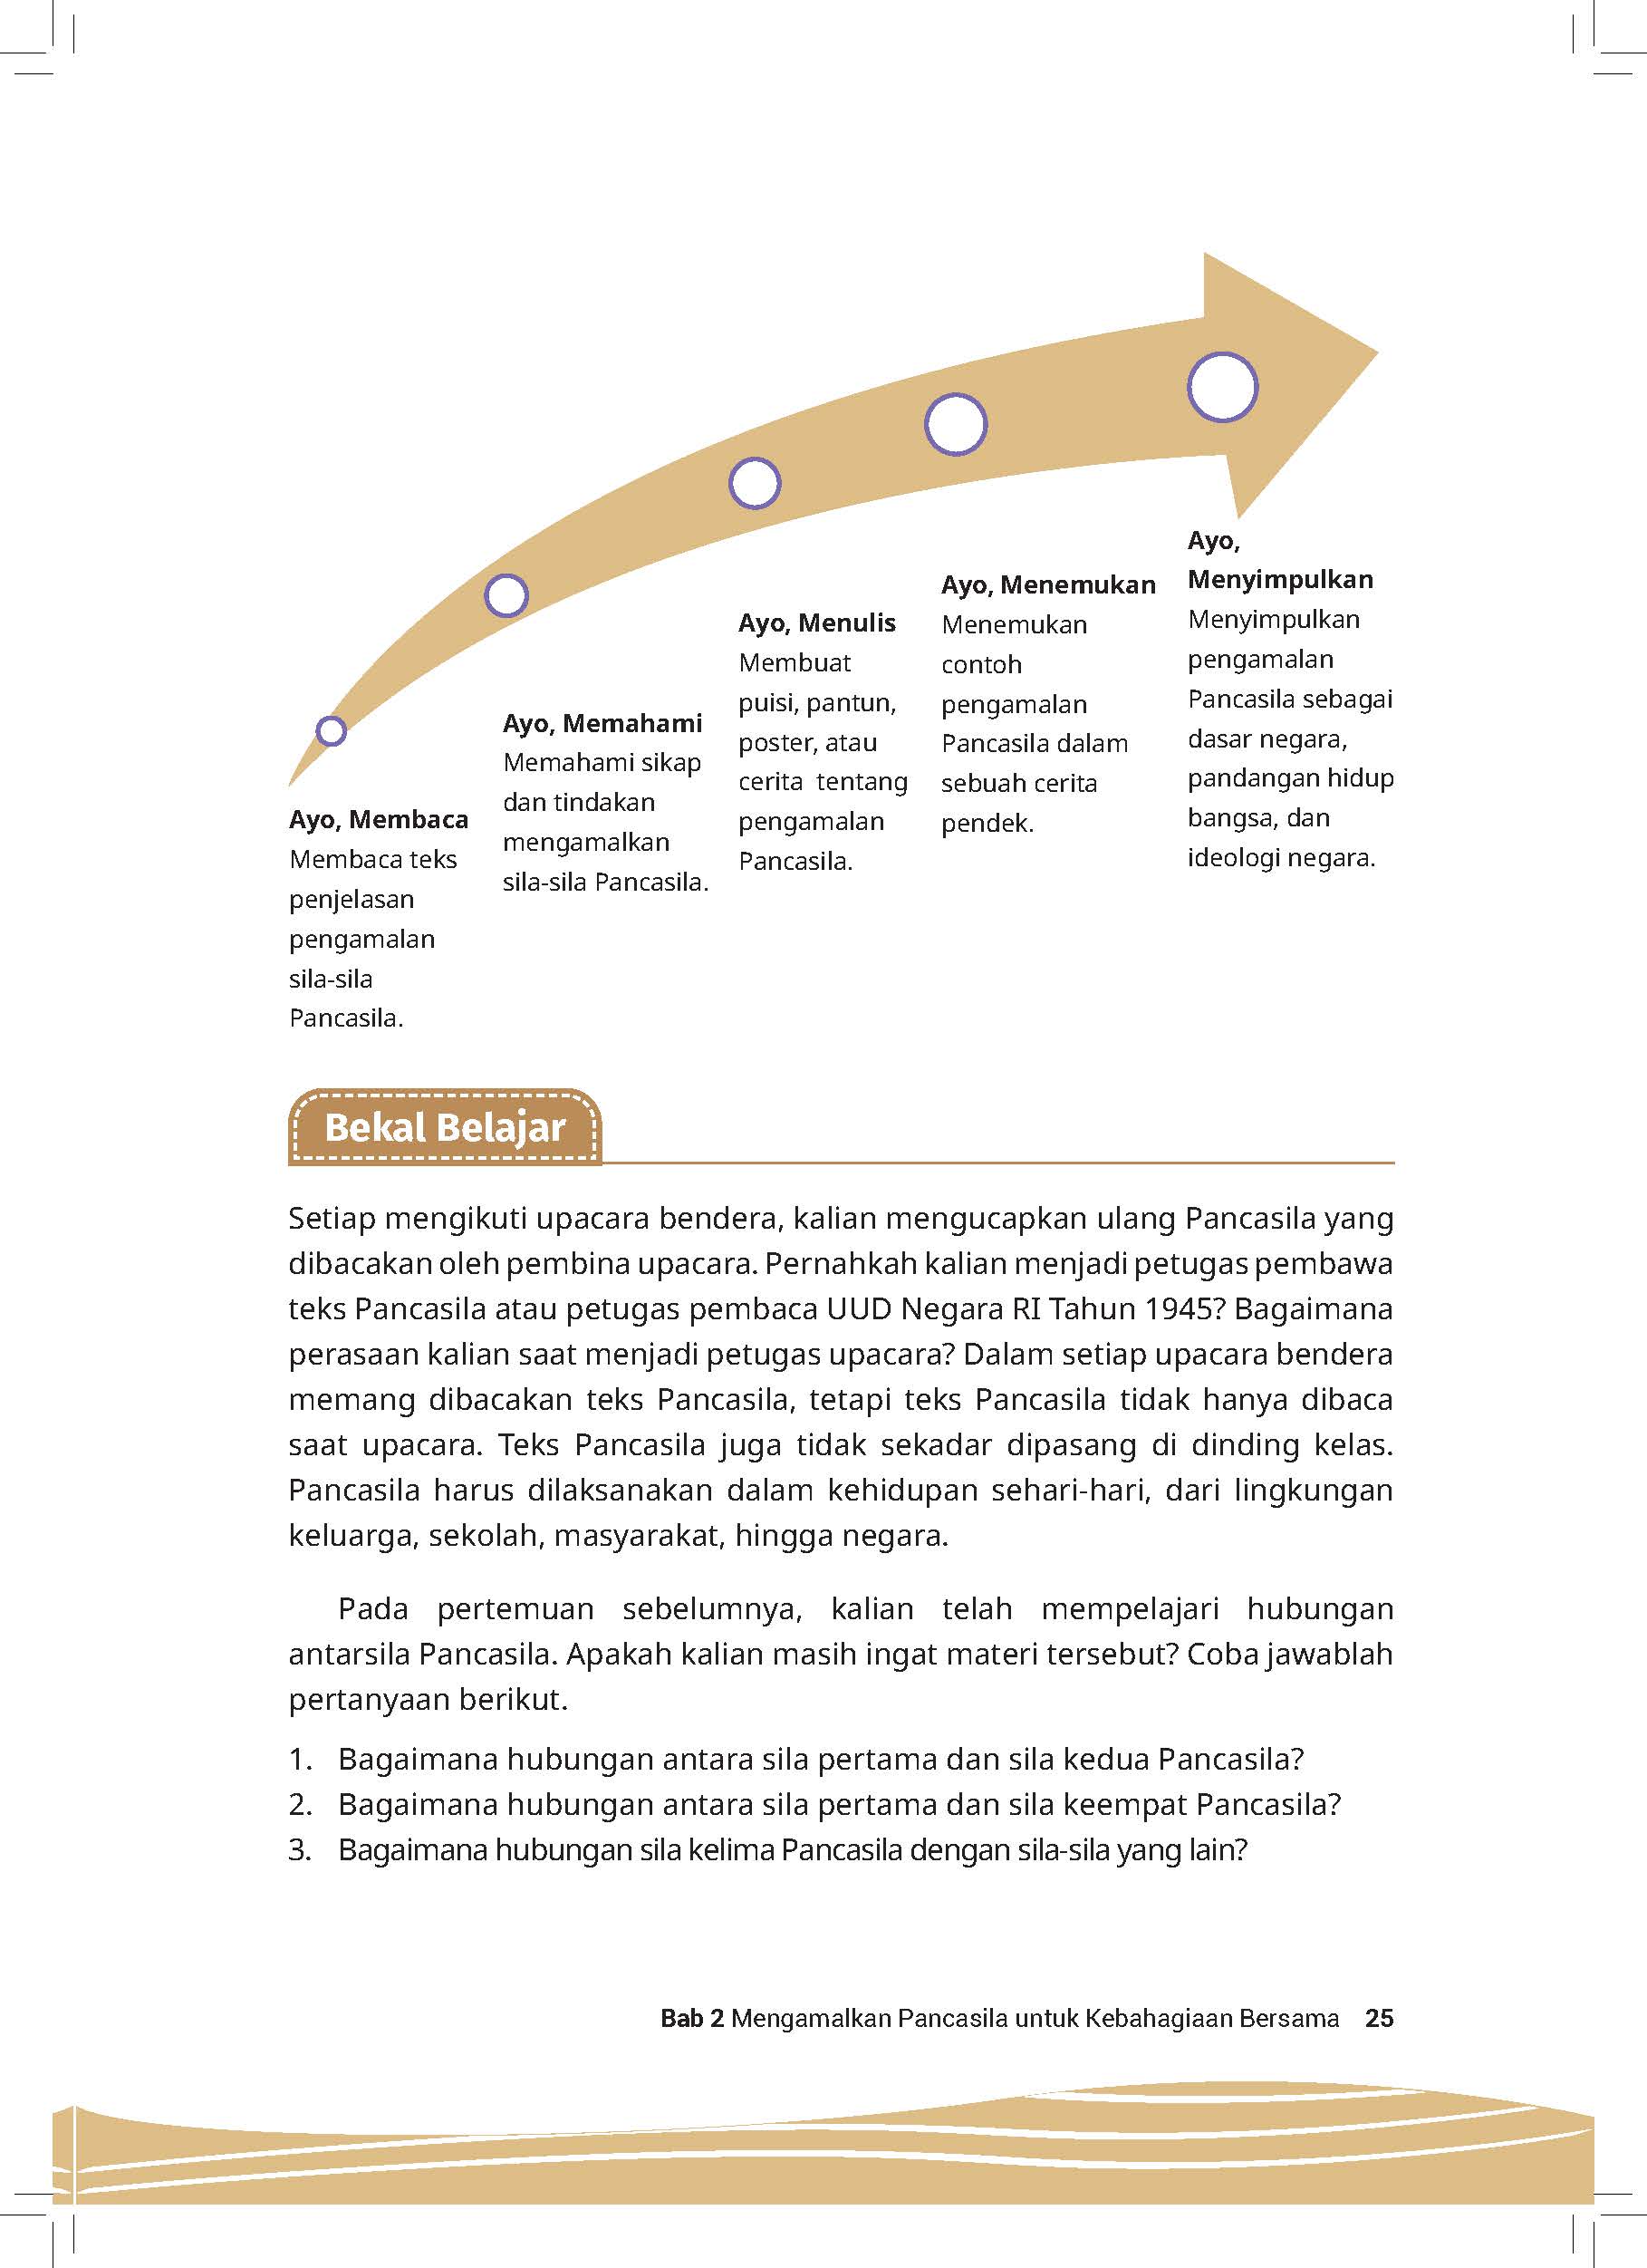 Ayo, Membaca
Membaca teks
penjelasan
pengamalan
sila-sila
Pancasila.
Ayo, Memahami
Memahami sikap
dan tindakan
mengamalkan
sila-sila Pancasila.
Ayo, Menulis
Membuat
puisi, pantun,
poster, atau
cerita tentang
pengamalan
Pancasila.
Ayo, Menemukan
Menemukan
contoh
pengamalan
Pancasila dalam
sebuah cerita
pendek.
Ayo,
Menyimpulkan
Menyimpulkan
pengamalan
Pancasila sebagai
dasar negara,
pandangan hidup
bangsa, dan
ideologi negara.
Bekal Belajar
Setiap mengikuti upacara bendera, kalian mengucapkan ulang Pancasila yang
dibacakan oleh pembina upacara. Pernahkah kalian menjadi petugas pembawa
teks Pancasila atau petugas pembaca UUD Negara RI Tahun 1945? Bagaimana
perasaan kalian saat menjadi petugas upacara? Dalam setiap upacara bendera
memang dibacakan teks Pancasila, tetapi teks Pancasila tidak hanya dibaca
saat upacara. Teks Pancasila juga tidak sekadar dipasang di dinding kelas.
Pancasila harus dilaksanakan dalam kehidupan sehari-hari, dari lingkungan
keluarga, sekolah, masyarakat, hingga negara.
Pada pertemuan sebelumnya, kalian telah mempelajari hubungan
antarsila Pancasila. Apakah kalian masih ingat materi tersebut? Coba jawablah
pertanyaan berikut.
1. Bagaimana hubungan antara sila pertama dan sila kedua Pancasila?
2. Bagaimana hubungan antara sila pertama dan sila keempat Pancasila?
3. Bagaimana hubungan sila kelima Pancasila dengan sila-sila yang lain?
Bab 2 Mengamalkan Pancasila untuk Kebahagiaan Bersama 25